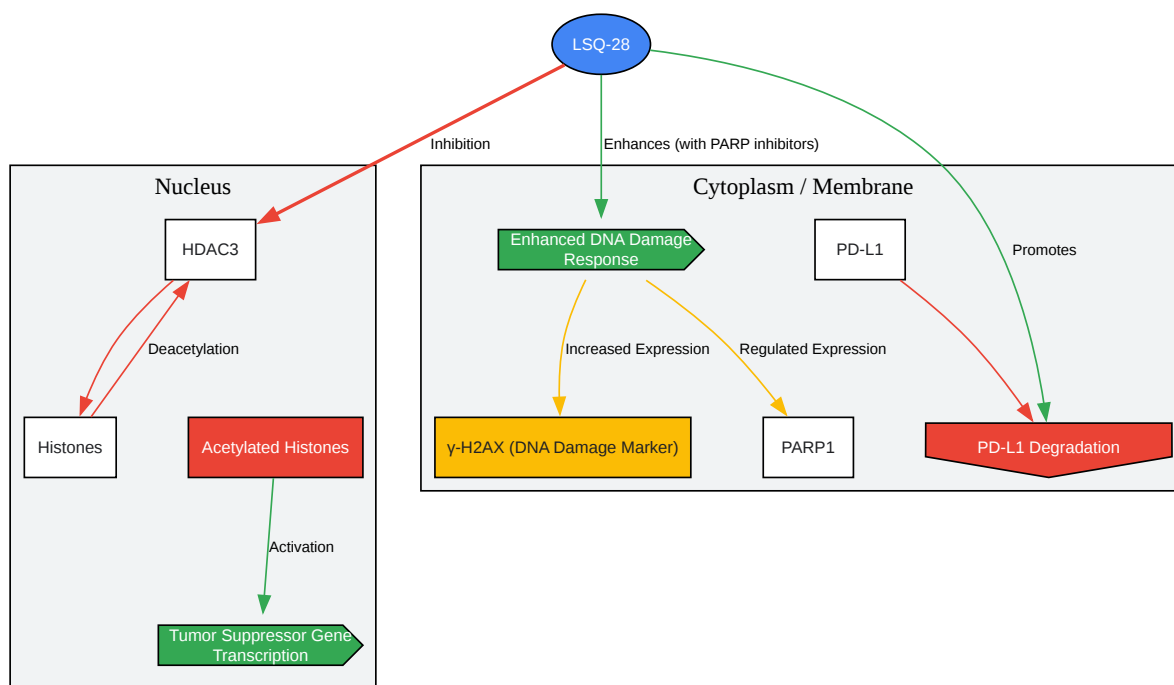 LSQ-28
Inhibition
Enhances (with PARP inhibitors)
Nucleus
Cytoplasm / Membrane
HDAC3
Enhanced DNA Damage
Response
PD-L1
Promotes
Deacetylation
Increased Expression
Regulated Expression
Histones
Acetylated Histones
γ-H2AX (DNA Damage Marker)
PARP1
PD-L1 Degradation
Activation
Tumor Suppressor Gene
Transcription